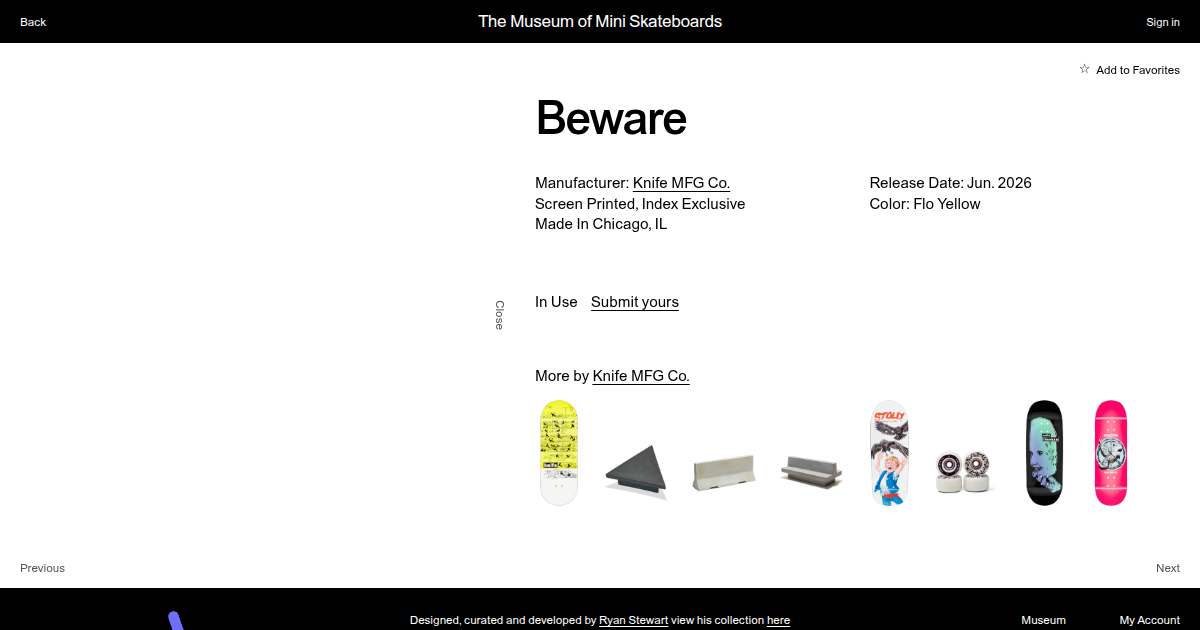 Back
The Museum of Mini Skateboards
Sign in
☆ Add to Favorites
Beware
Manufacturer: Knife MFG Co.
Screen Printed, Index Exclusive
Made In Chicago, IL
Release Date: Jun. 2026
Color: Flo Yellow
Close
In Use Submit yours
More by Knife MFG Co.
STOLLY
Previous
Next
Designed, curated and developed by Ryan Stewart view his collection here
Museum
My Account